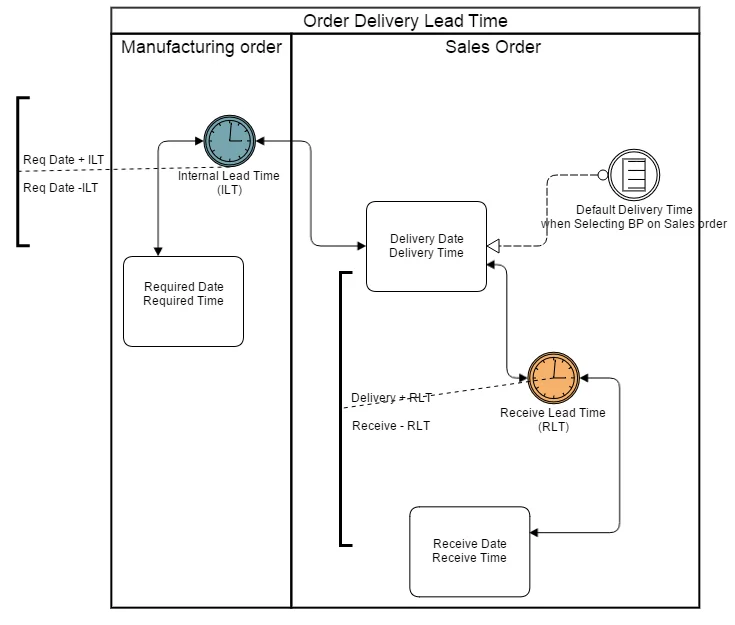 Order Delivery Lead Time
Manufacturing order
Sales Order
Req Date + ILT
Req Date -ILT
Internal Lead Time
(ILT)
Default Delivery Time
when Selecting BP on Sales order
Delivery Date
Delivery Time
Required Date
Required Time
Delivery + RLT
Receive - RLT
Receive Lead Time
(RLT)
Receive Date
Receive Time